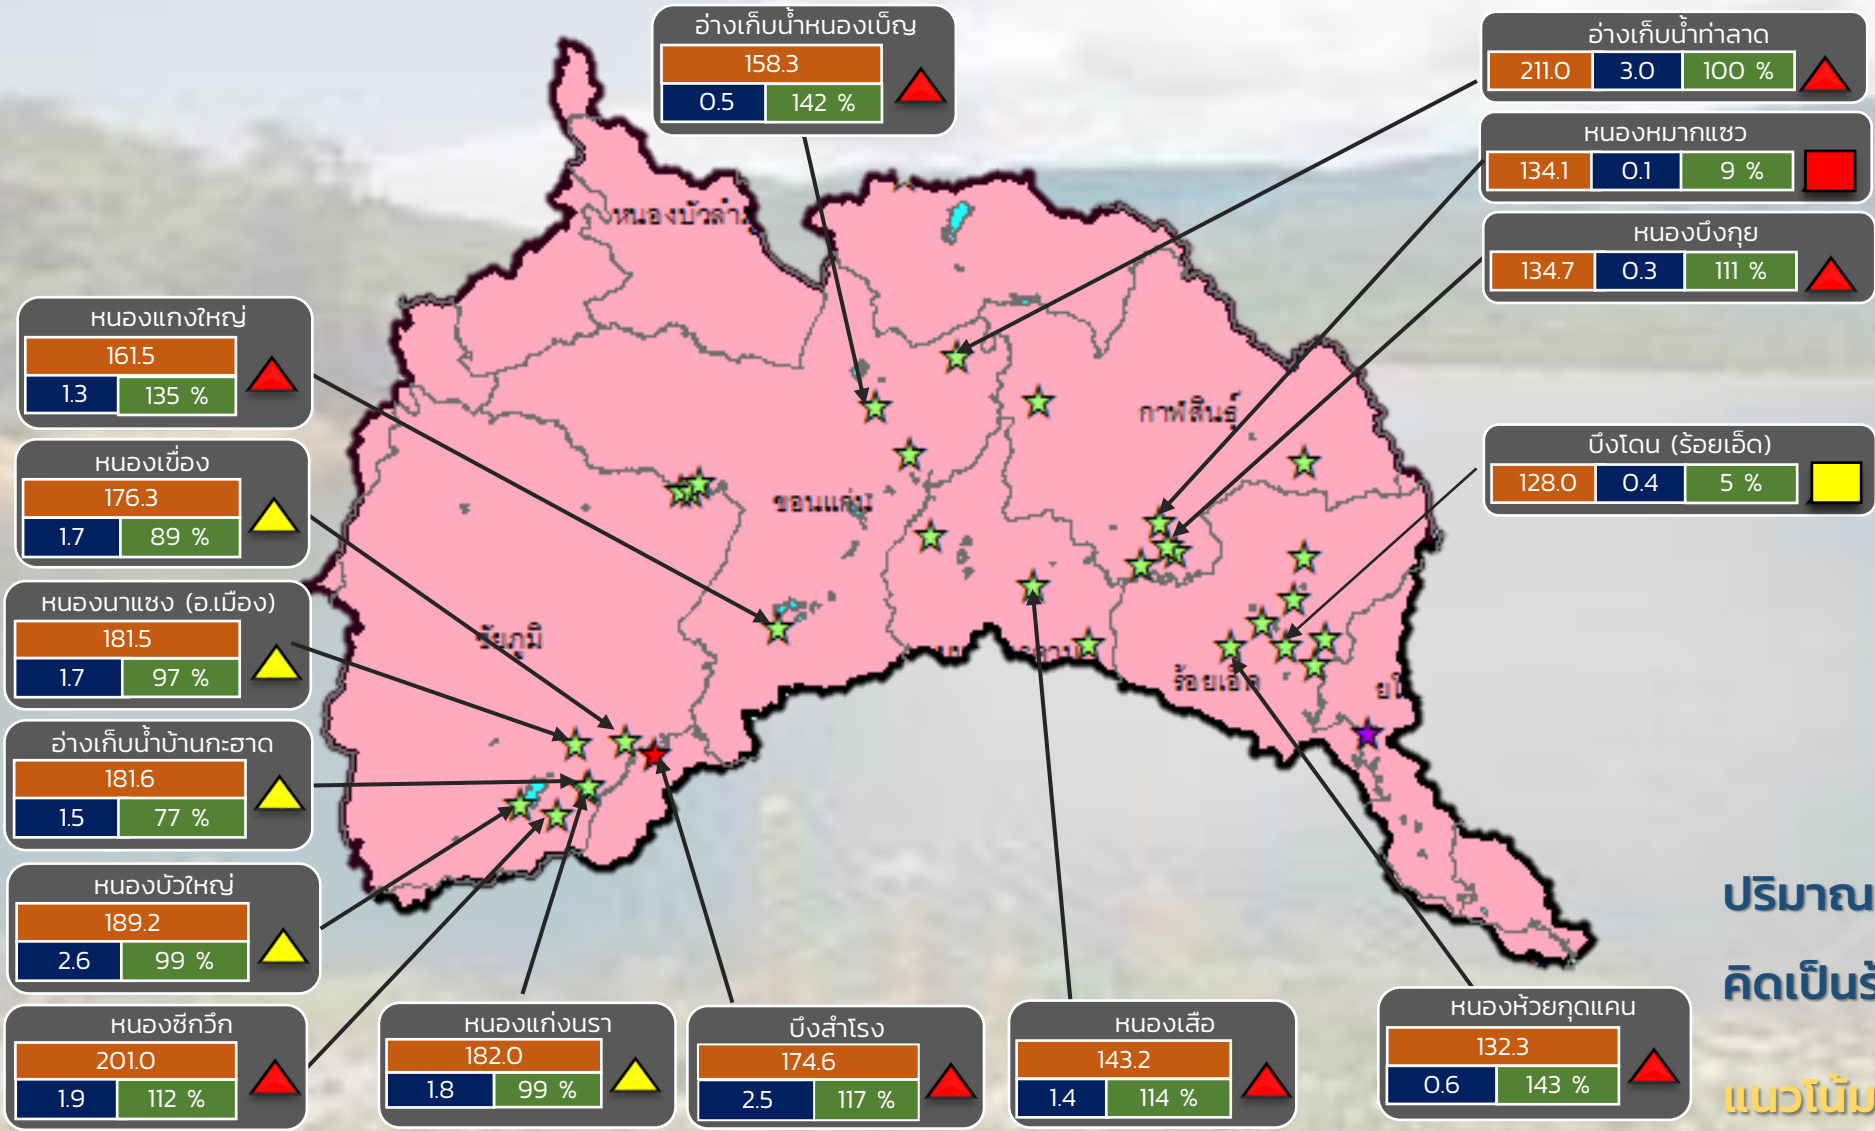 อ่างเก็บน้ำหนองเบ็ญ
158.3
0.5 142 %
อ่างเก็บน้ำท่าลาด
211.0 3.0 100 %
หนองหมากแซว
134.1 0.1 9 %
หนองบึงกุย
134.7 0.3 111 %
บึงโดน (ร้อยเอ็ด)
128.0 0.4 5 %
หนองแกงใหญ่
161.5
1.3 135 %
หนองเขื่อง
176.3
1.7 89 %
หนองนาแซง (อ.เมือง)
181.5
1.7 97 %
อ่างเก็บน้ำบ้านกะฮาด
181.6
1.5 77 %
หนองบัวใหญ่
189.2
2.6 99 %
หนองซีกวึก
201.0
1.9 112 %
หนองแก่งนรา
182.0
1.8 99 %
บึงสำโรง
174.6
2.5 117 %
หนองเสือ
143.2
1.4 114 %
หนองห้วยกุดแคน
132.3
0.6 143 %
หนองบัวลำภู
กาฬสินธุ์
ขอนแก่น
ชัยภูมิ
ร้อยเอ็ด
ปริมาณ
คิดเป็นร้
แนวโน้ม